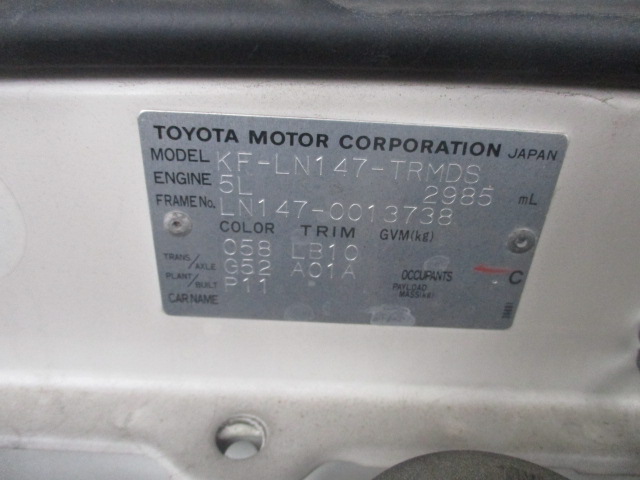 TOYOTA MOTOR CORPORATION JAPAN
MODEL KF-LN147-TRMDS
ENGINE 5L 2985 mL
FRAME No. LN147-0013738
COLOR TRIM GVM(kg)
058 LB10
TRANS/AXLE G52 A01A OCCUPANTS C
PLANT/BUILT P11 PAYLOAD MASS(kg)
CAR NAME